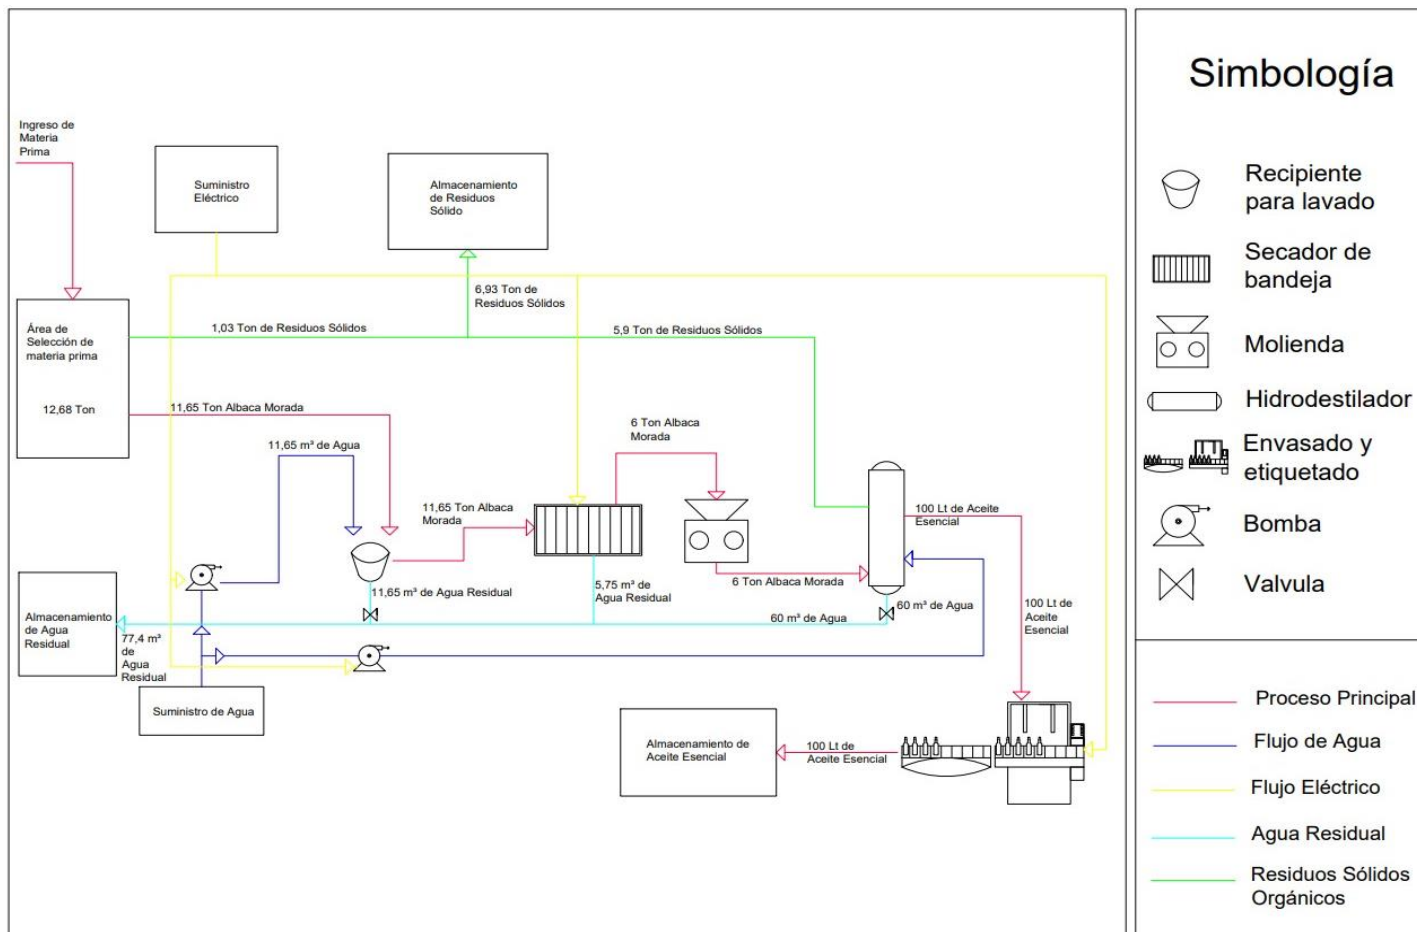 Ingreso de
Materia
Prima
Suministro
Eléctrico
Almacenamiento
de Residuos
Sólido
6,93 Ton de
Residuos Sólidos
Área de
Selección de
materia prima
12,68 Ton
1,03 Ton de Residuos Sólidos
5,9 Ton de Residuos Sólidos
11,65 Ton Albaca Morada
11,65 m³ de Agua
6 Ton Albaca
Morada
11,65 Ton Albaca
Morada
100 Lt de Aceite
Esencial
6 Ton Albaca Morada
11,65 m³ de Agua Residual
5,75 m³ de
Agua Residual
60 m³ de Agua
60 m³ de Agua
Almacenamiento
de Agua
Residual
77,4 m³
de
Agua
Residual
100 Lt de
Aceite
Esencial
Suministro de Agua
Almacenamiento de
Aceite Esencial
100 Lt de
Aceite Esencial
Simbología
Recipiente
para lavado
Secador de
bandeja
Molienda
Hidrodestilador
Envasado y
etiquetado
Bomba
Valvula
Proceso Principal
Flujo de Agua
Flujo Eléctrico
Agua Residual
Residuos Sólidos
Orgánicos